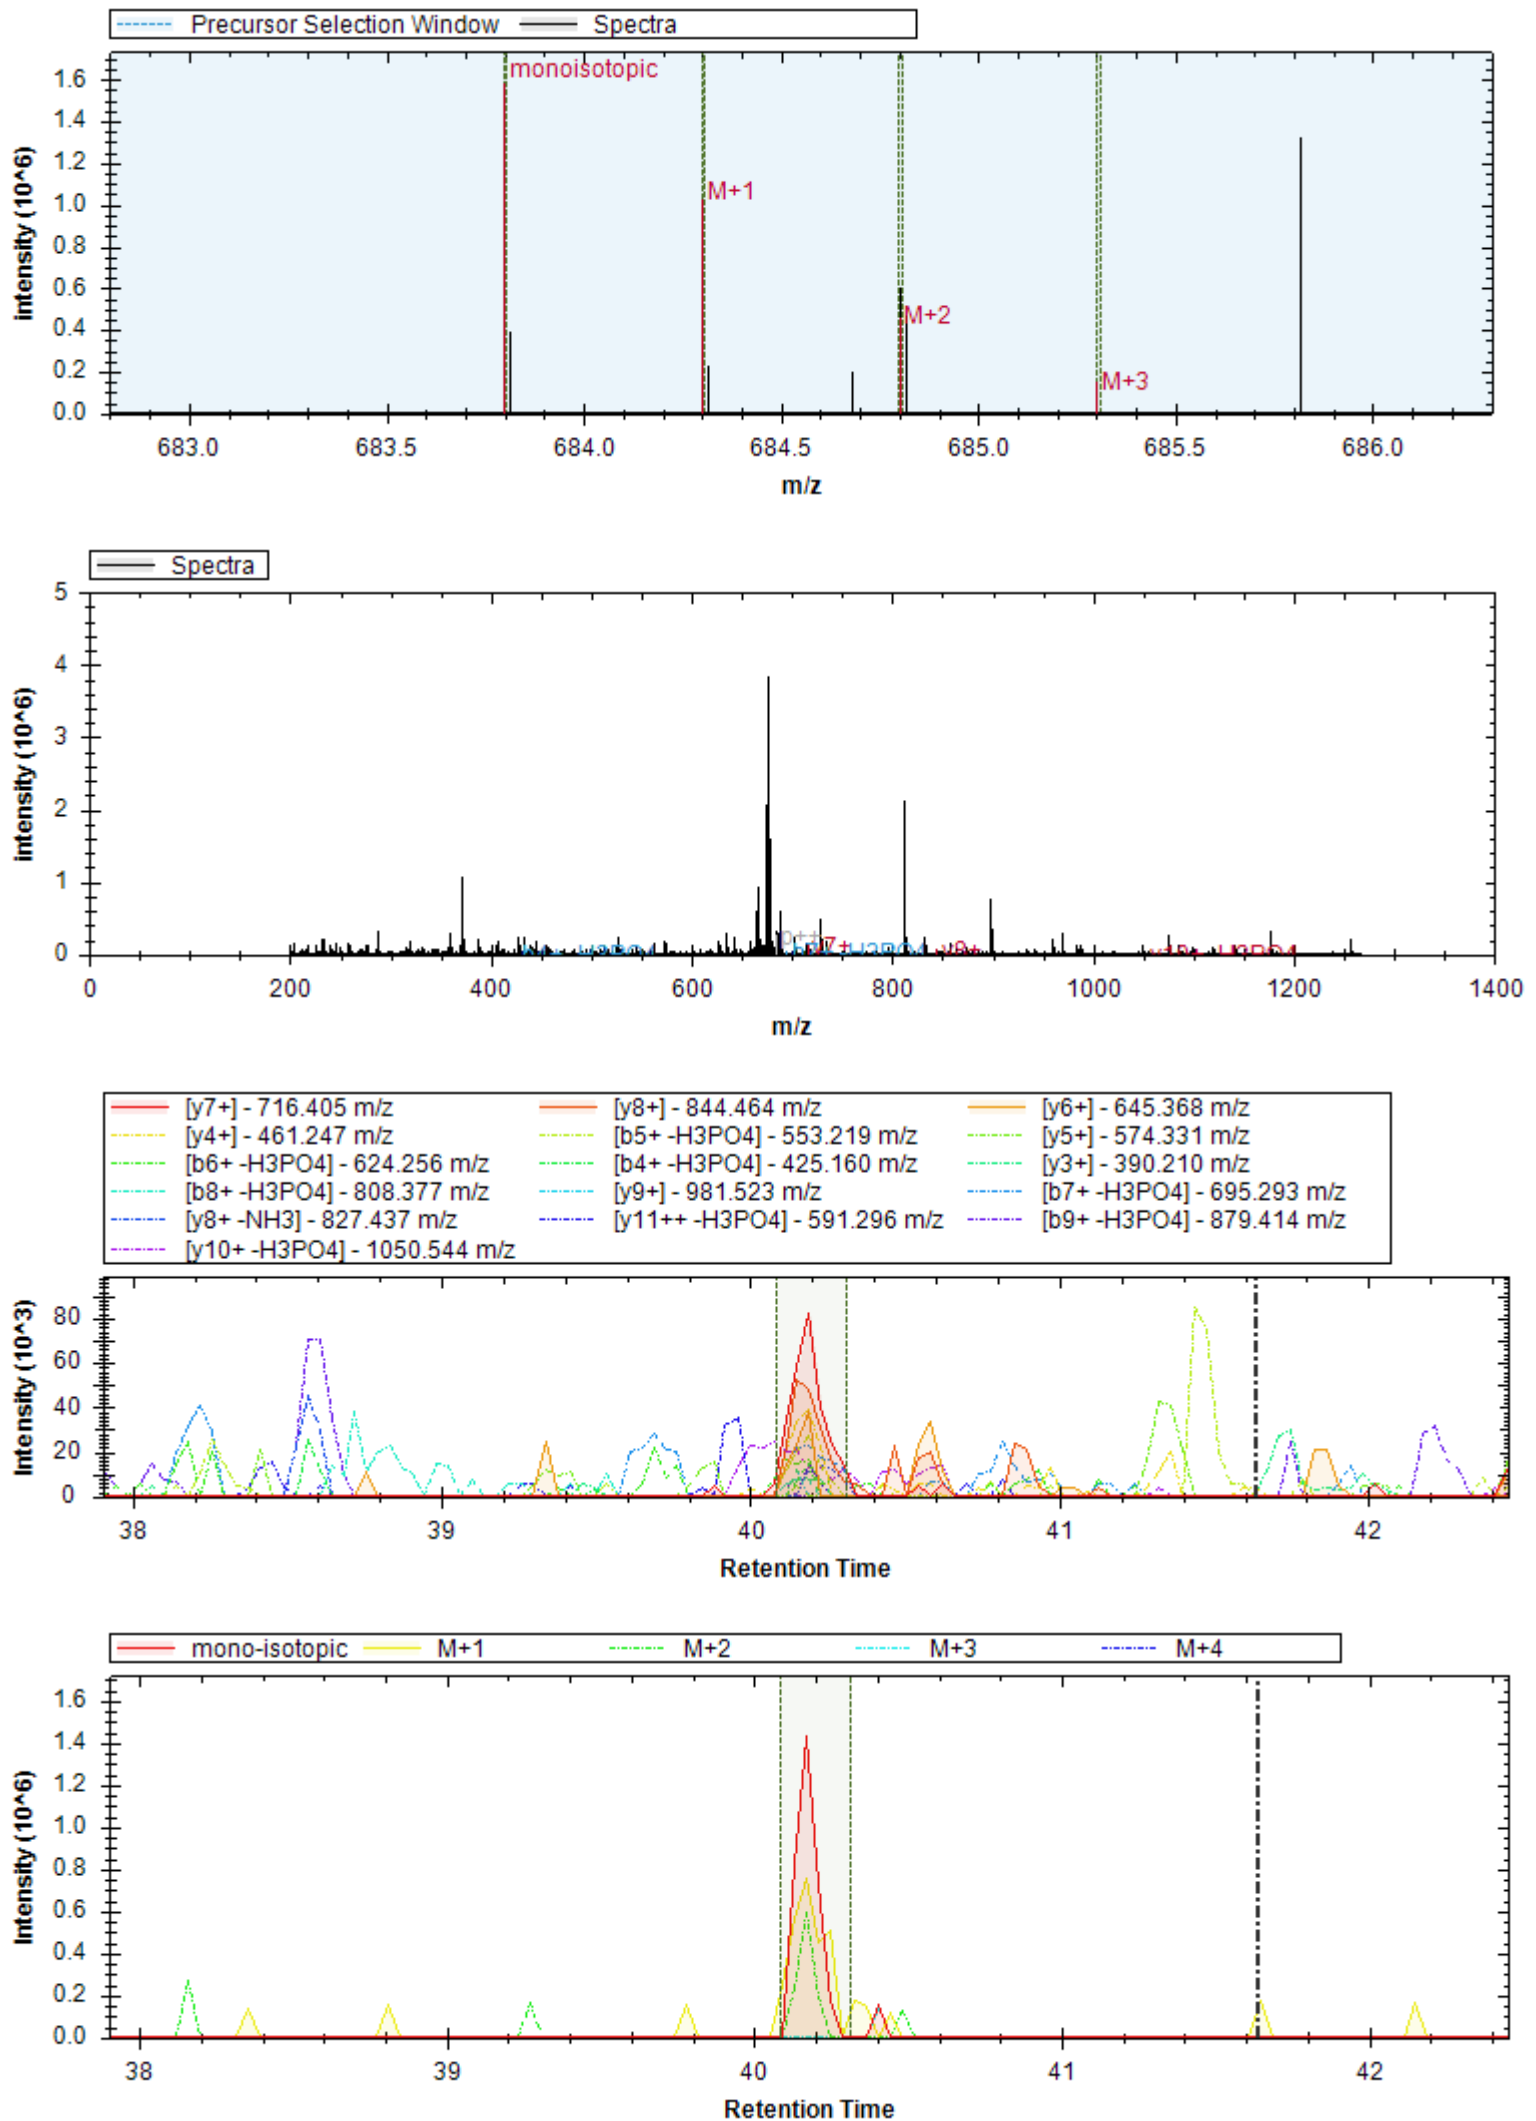 Precursor Selection Window Spectra
monoisotopic
M+1
M+2
M+3
intensity (10^6)
1.6
1.4
1.2
1.0
0.8
0.6
0.4
0.2
0.0
683.0 683.5 684.0 684.5 685.0 685.5 686.0
m/z
Spectra
intensity (10^6)
5
4
3
2
1
0
p++
y7+
0 200 400 600 800 1000 1200 1400
m/z
[y7+] - 716.405 m/z [y8+] - 844.464 m/z [y6+] - 645.368 m/z
[y4+] - 461.247 m/z [b5+ -H3PO4] - 553.219 m/z [y5+] - 574.331 m/z
[b6+ -H3PO4] - 624.256 m/z [b4+ -H3PO4] - 425.160 m/z [y3+] - 390.210 m/z
[b8+ -H3PO4] - 808.377 m/z [y9+] - 981.523 m/z [b7+ -H3PO4] - 695.293 m/z
[y8+ -NH3] - 827.437 m/z [y11++ -H3PO4] - 591.296 m/z [b9+ -H3PO4] - 879.414 m/z
[y10+ -H3PO4] - 1050.544 m/z
Intensity (10^3)
80
60
40
20
0
38 39 40 41 42
Retention Time
mono-isotopic M+1 M+2 M+3 M+4
Intensity (10^6)
1.6
1.4
1.2
1.0
0.8
0.6
0.4
0.2
0.0
38 39 40 41 42
Retention Time